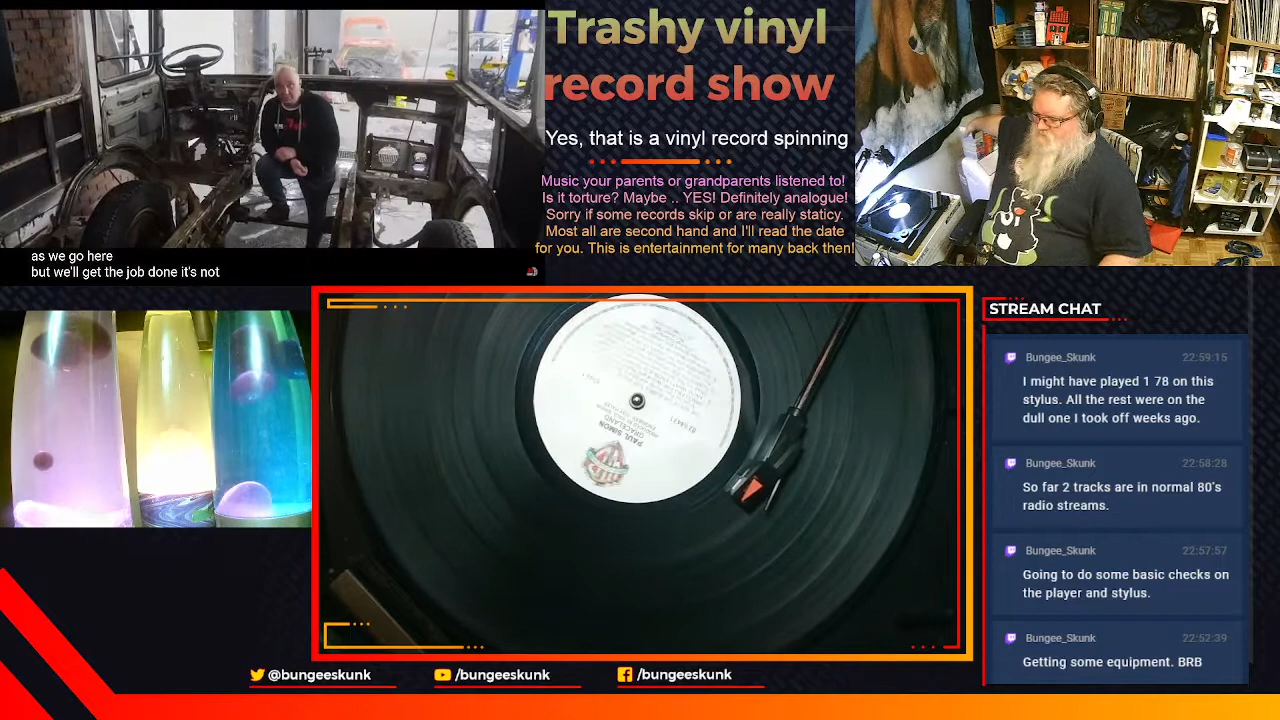 Trashy vinyl
record show
Yes, that is a vinyl record spinning
Music your parents or grandparents listened to!
Is it torture? Maybe .. YES! Definitely analogue!
Sorry if some records skip or are really staticy.
Most all are second hand and I'll read the date
for you. This is entertainment for many back then!
as we go here
but we'll get the job done it's not
PAUL SIMON
GRACELAND
STREAM CHAT
Bungee_Skunk 22:59:15
I might have played 1 78 on this
stylus. All the rest were on the
dull one I took off weeks ago.
Bungee_Skunk 22:58:28
So far 2 tracks are in normal 80's
radio streams.
Bungee_Skunk 22:57:57
Going to do some basic checks on
the player and stylus.
Bungee_Skunk 22:52:39
Getting some equipment. BRB
@bungeeskunk
/bungeeskunk
/bungeeskunk